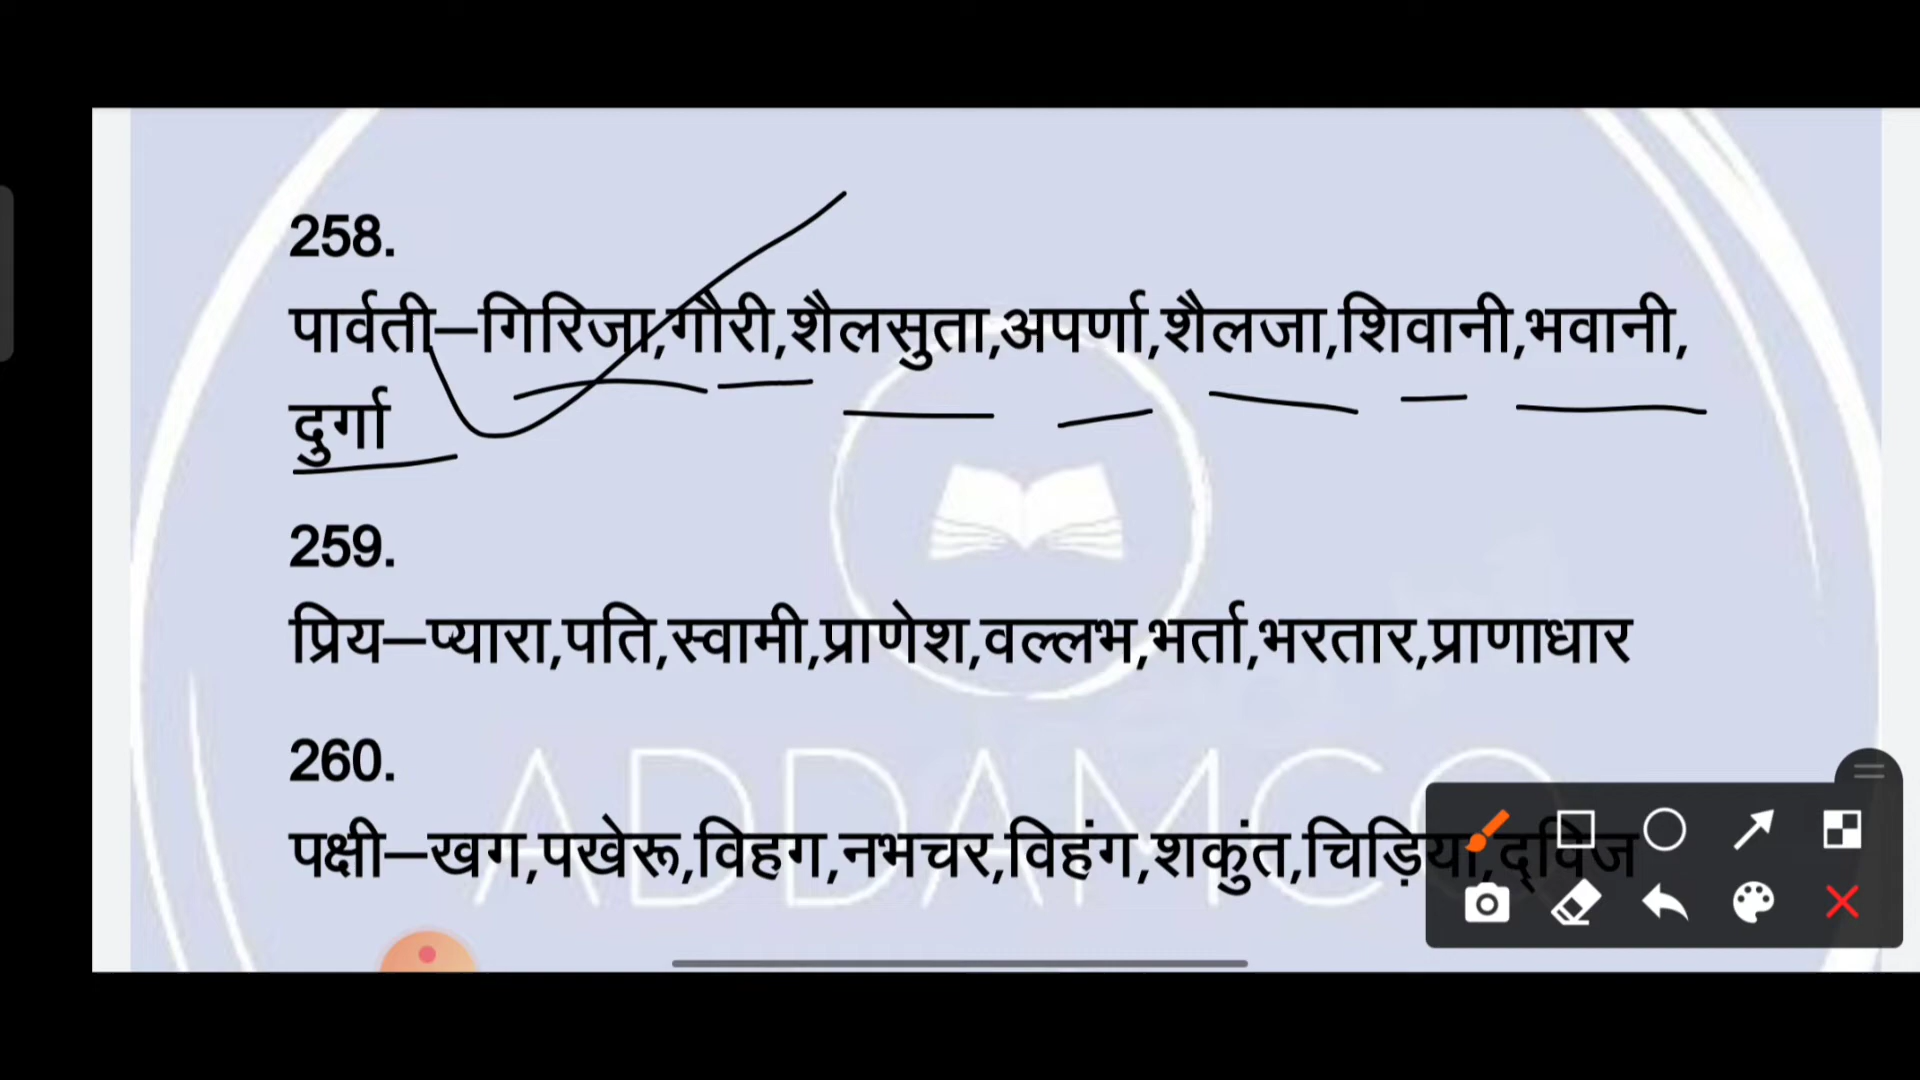 258.
पार्वती–गिरिजा,गौरी,शैलसुता,अपर्णा,शैलजा,शिवानी,भवानी,
दुर्गा
259.
प्रिय–प्यारा,पति,स्वामी,प्राणेश,वल्लभ,भर्ता,भरतार,प्राणाधार
260.
पक्षी–खग,पखेरू,विहग,नभचर,विहंग,शकुंत,चिड़िया,द्विज
ADDAMCO